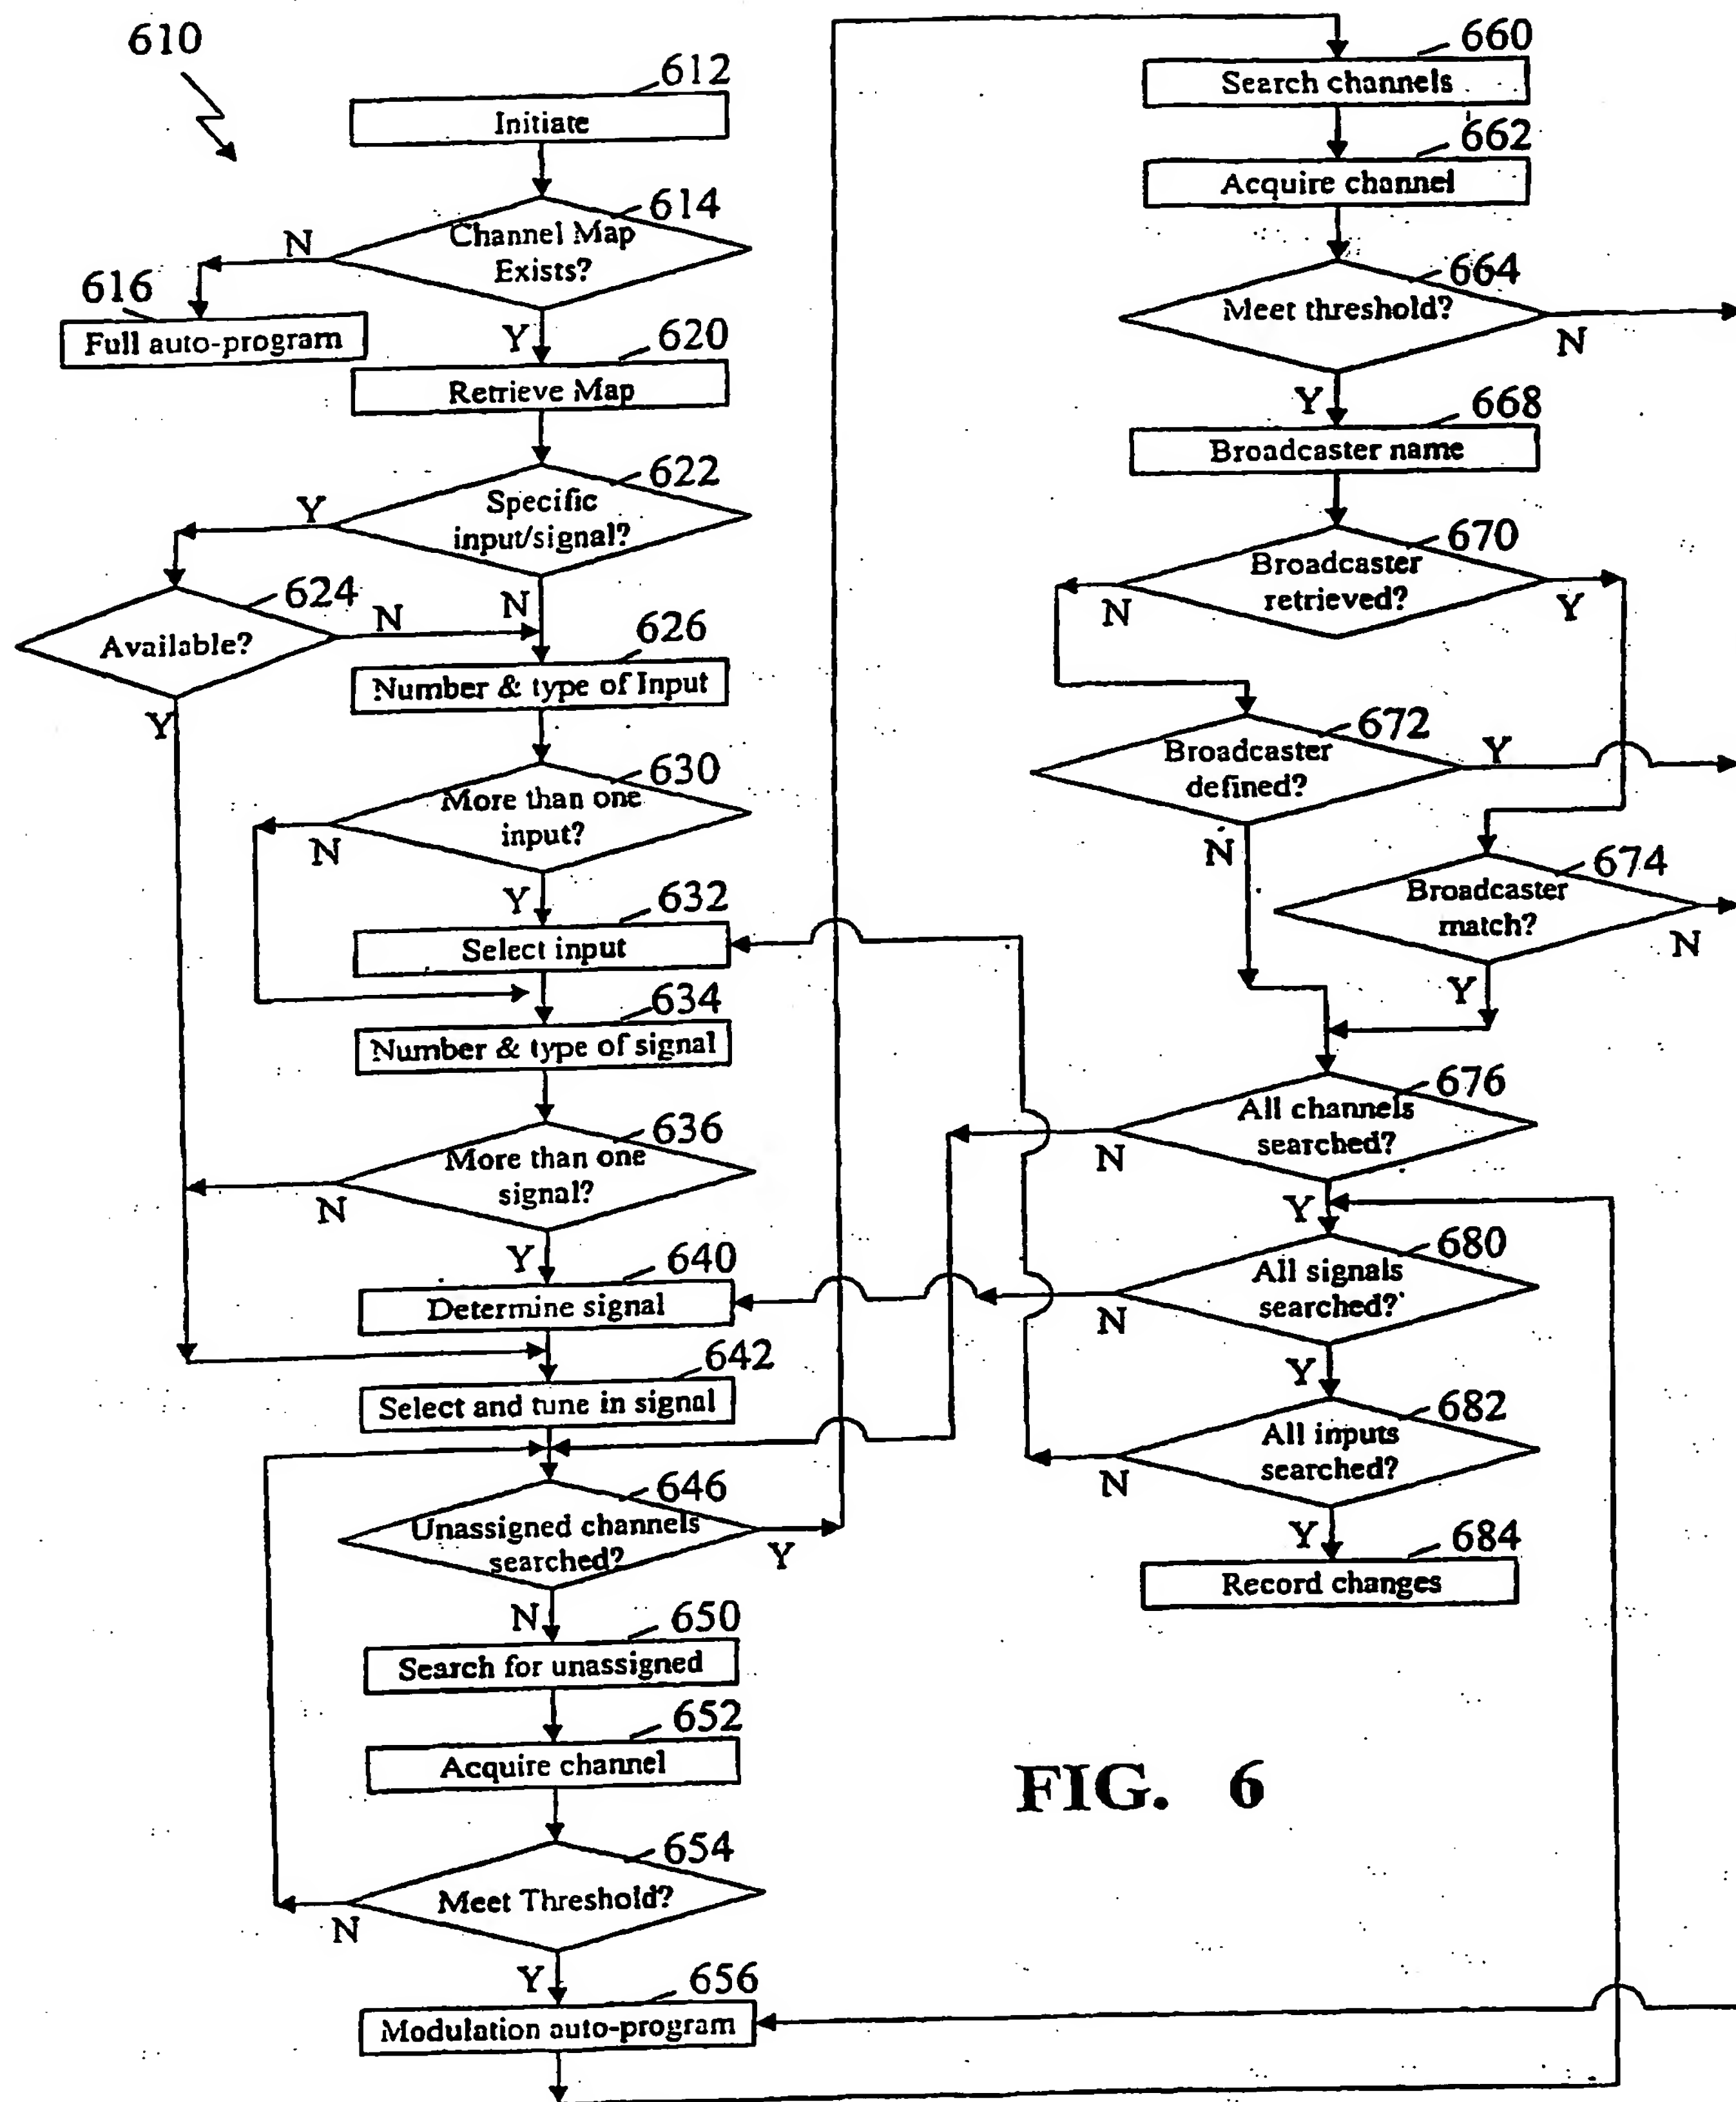 610
612
Initiate
614
Channel Map
Exists?
N
616
Full auto-program
Y
620
Retrieve Map
622
Specific
input/signal?
Y
N
624
Available?
N
Y
626
Number & type of Input
630
More than one
input?
N
Y
632
Select input
634
Number & type of signal
636
More than one
signal?
N
Y
640
Determine signal
642
Select and tune in signal
646
Unassigned channels
searched?
Y
N
650
Search for unassigned
652
Acquire channel
654
Meet Threshold?
N
Y
656
Modulation auto-program
660
Search channels
662
Acquire channel
664
Meet threshold?
N
Y
668
Broadcaster name
670
Broadcaster
retrieved?
N
Y
672
Broadcaster
defined?
Y
N
674
Broadcaster
match?
N
Y
676
All channels
searched?
N
Y
680
All signals
searched?
N
Y
682
All inputs
searched?
N
Y
684
Record changes
FIG. 6